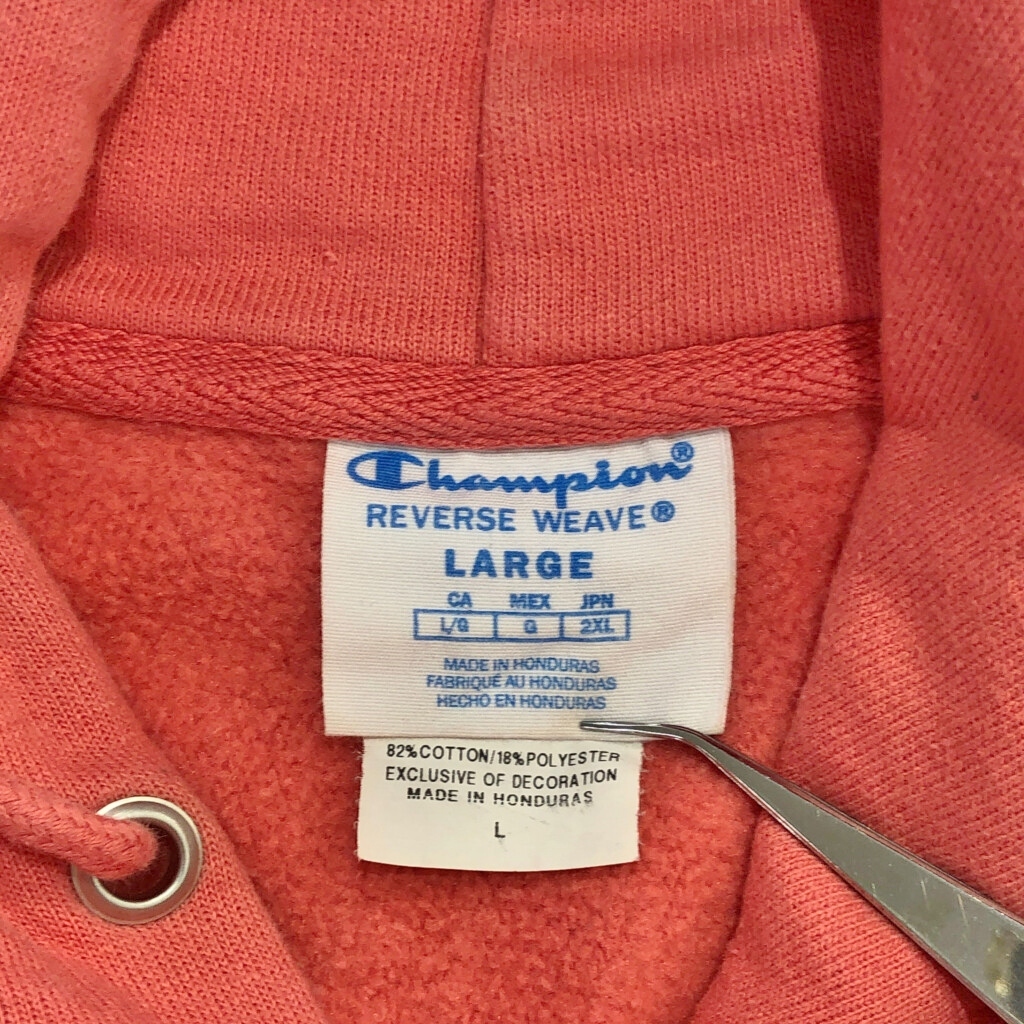 Champion®
REVERSE WEAVE®
LARGE
CA MEX JPN
L/G G 2XL
MADE IN HONDURAS
FABRIQUÉ AU HONDURAS
HECHO EN HONDURAS
82%COTTON/18%POLYESTER
EXCLUSIVE OF DECORATION
MADE IN HONDURAS
L